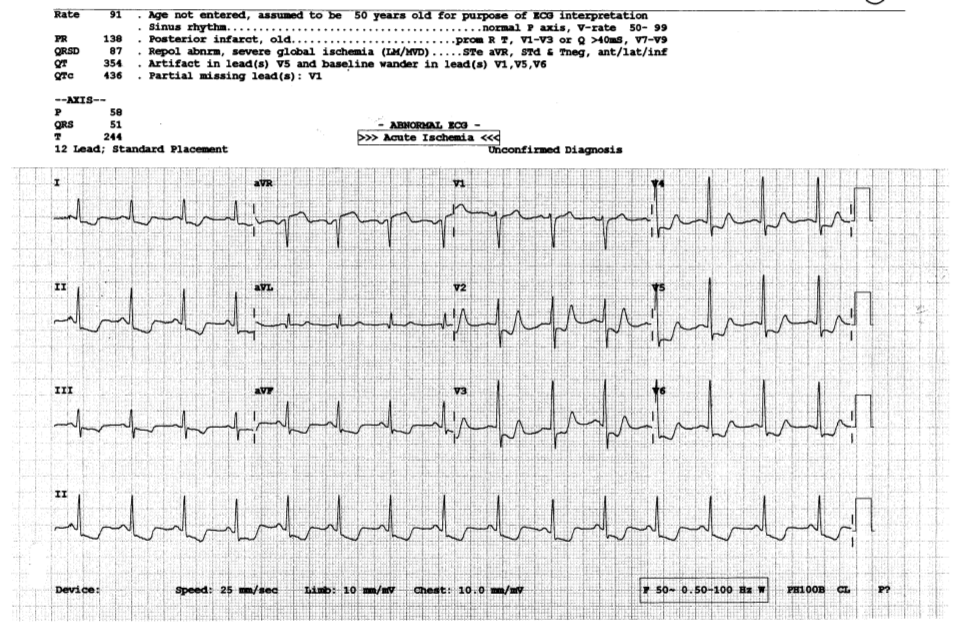 Rate 91 . Age not entered, assumed to be 50 years old for purpose of ECG interpretation
. Sinus rhythm.............................................normal P axis, V-rate 50- 99
PR 138 . Posterior infarct, old.................prom R T, V1-V3 or Q >40mS, V7-V9
QRSD 87 . Repol abnrm, severe global ischemia (LM/MVD).....STe aVR, STd & Tneg, ant/lat/inf
QT 354 . Artifact in lead(s) V5 and baseline wander in lead(s) V1,V5,V6
QTc 436 . Partial missing lead(s): V1
--AXIS--
P 58
QRS 51 - ABNORMAL ECG -
T 244 >>> Acute Ischemia <<<
12 Lead; Standard Placement Unconfirmed Diagnosis
I aVR V1 V4
II aVL V2 V5
III aVF V3 V6
II
Device: Speed: 25 mm/sec Limb: 10 mm/mV Chest: 10.0 mm/mV F 50~ 0.50-100 Hz W PH100B CL P?